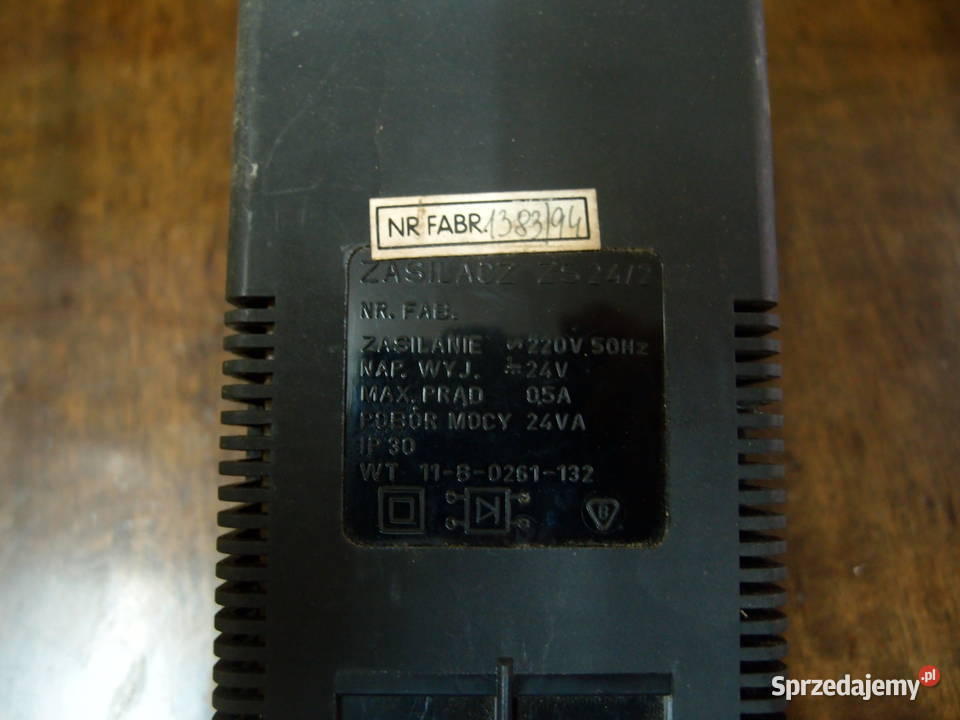 NR FABR. 1383/94
ZASILACZ ZS 24/2
NR. FAB.
ZASILANIE ~220V 50Hz
NAP. WYJ. 24V
MAX. PRĄD 0,5A
POBÓR MOCY 24VA
IP 30
WT 11-8-0261-132
B
Sprzedajemy.pl